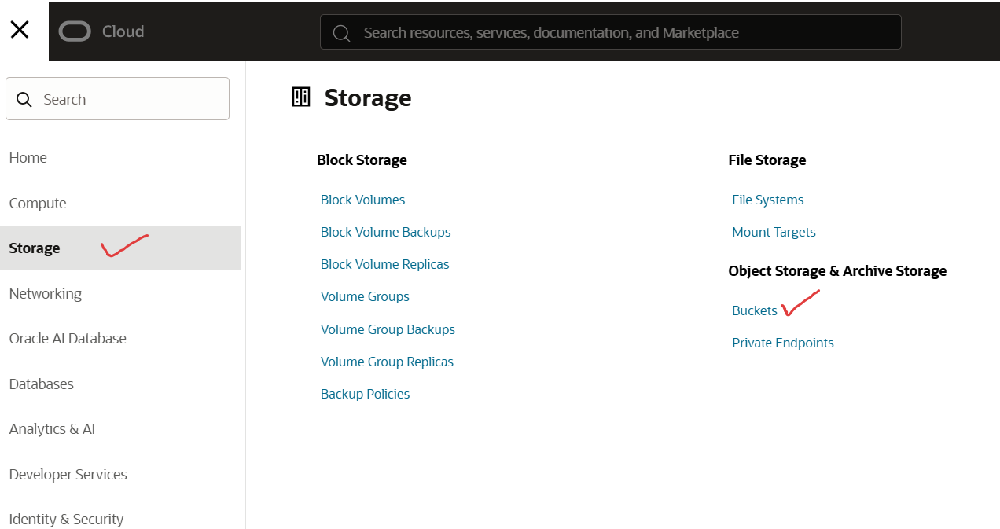 Cloud
Search resources, services, documentation, and Marketplace
Search
Home
Compute
Storage
Networking
Oracle AI Database
Databases
Analytics & AI
Developer Services
Identity & Security
Storage
Block Storage
Block Volumes
Block Volume Backups
Block Volume Replicas
Volume Groups
Volume Group Backups
Volume Group Replicas
Backup Policies
File Storage
File Systems
Mount Targets
Object Storage & Archive Storage
Buckets
Private Endpoints